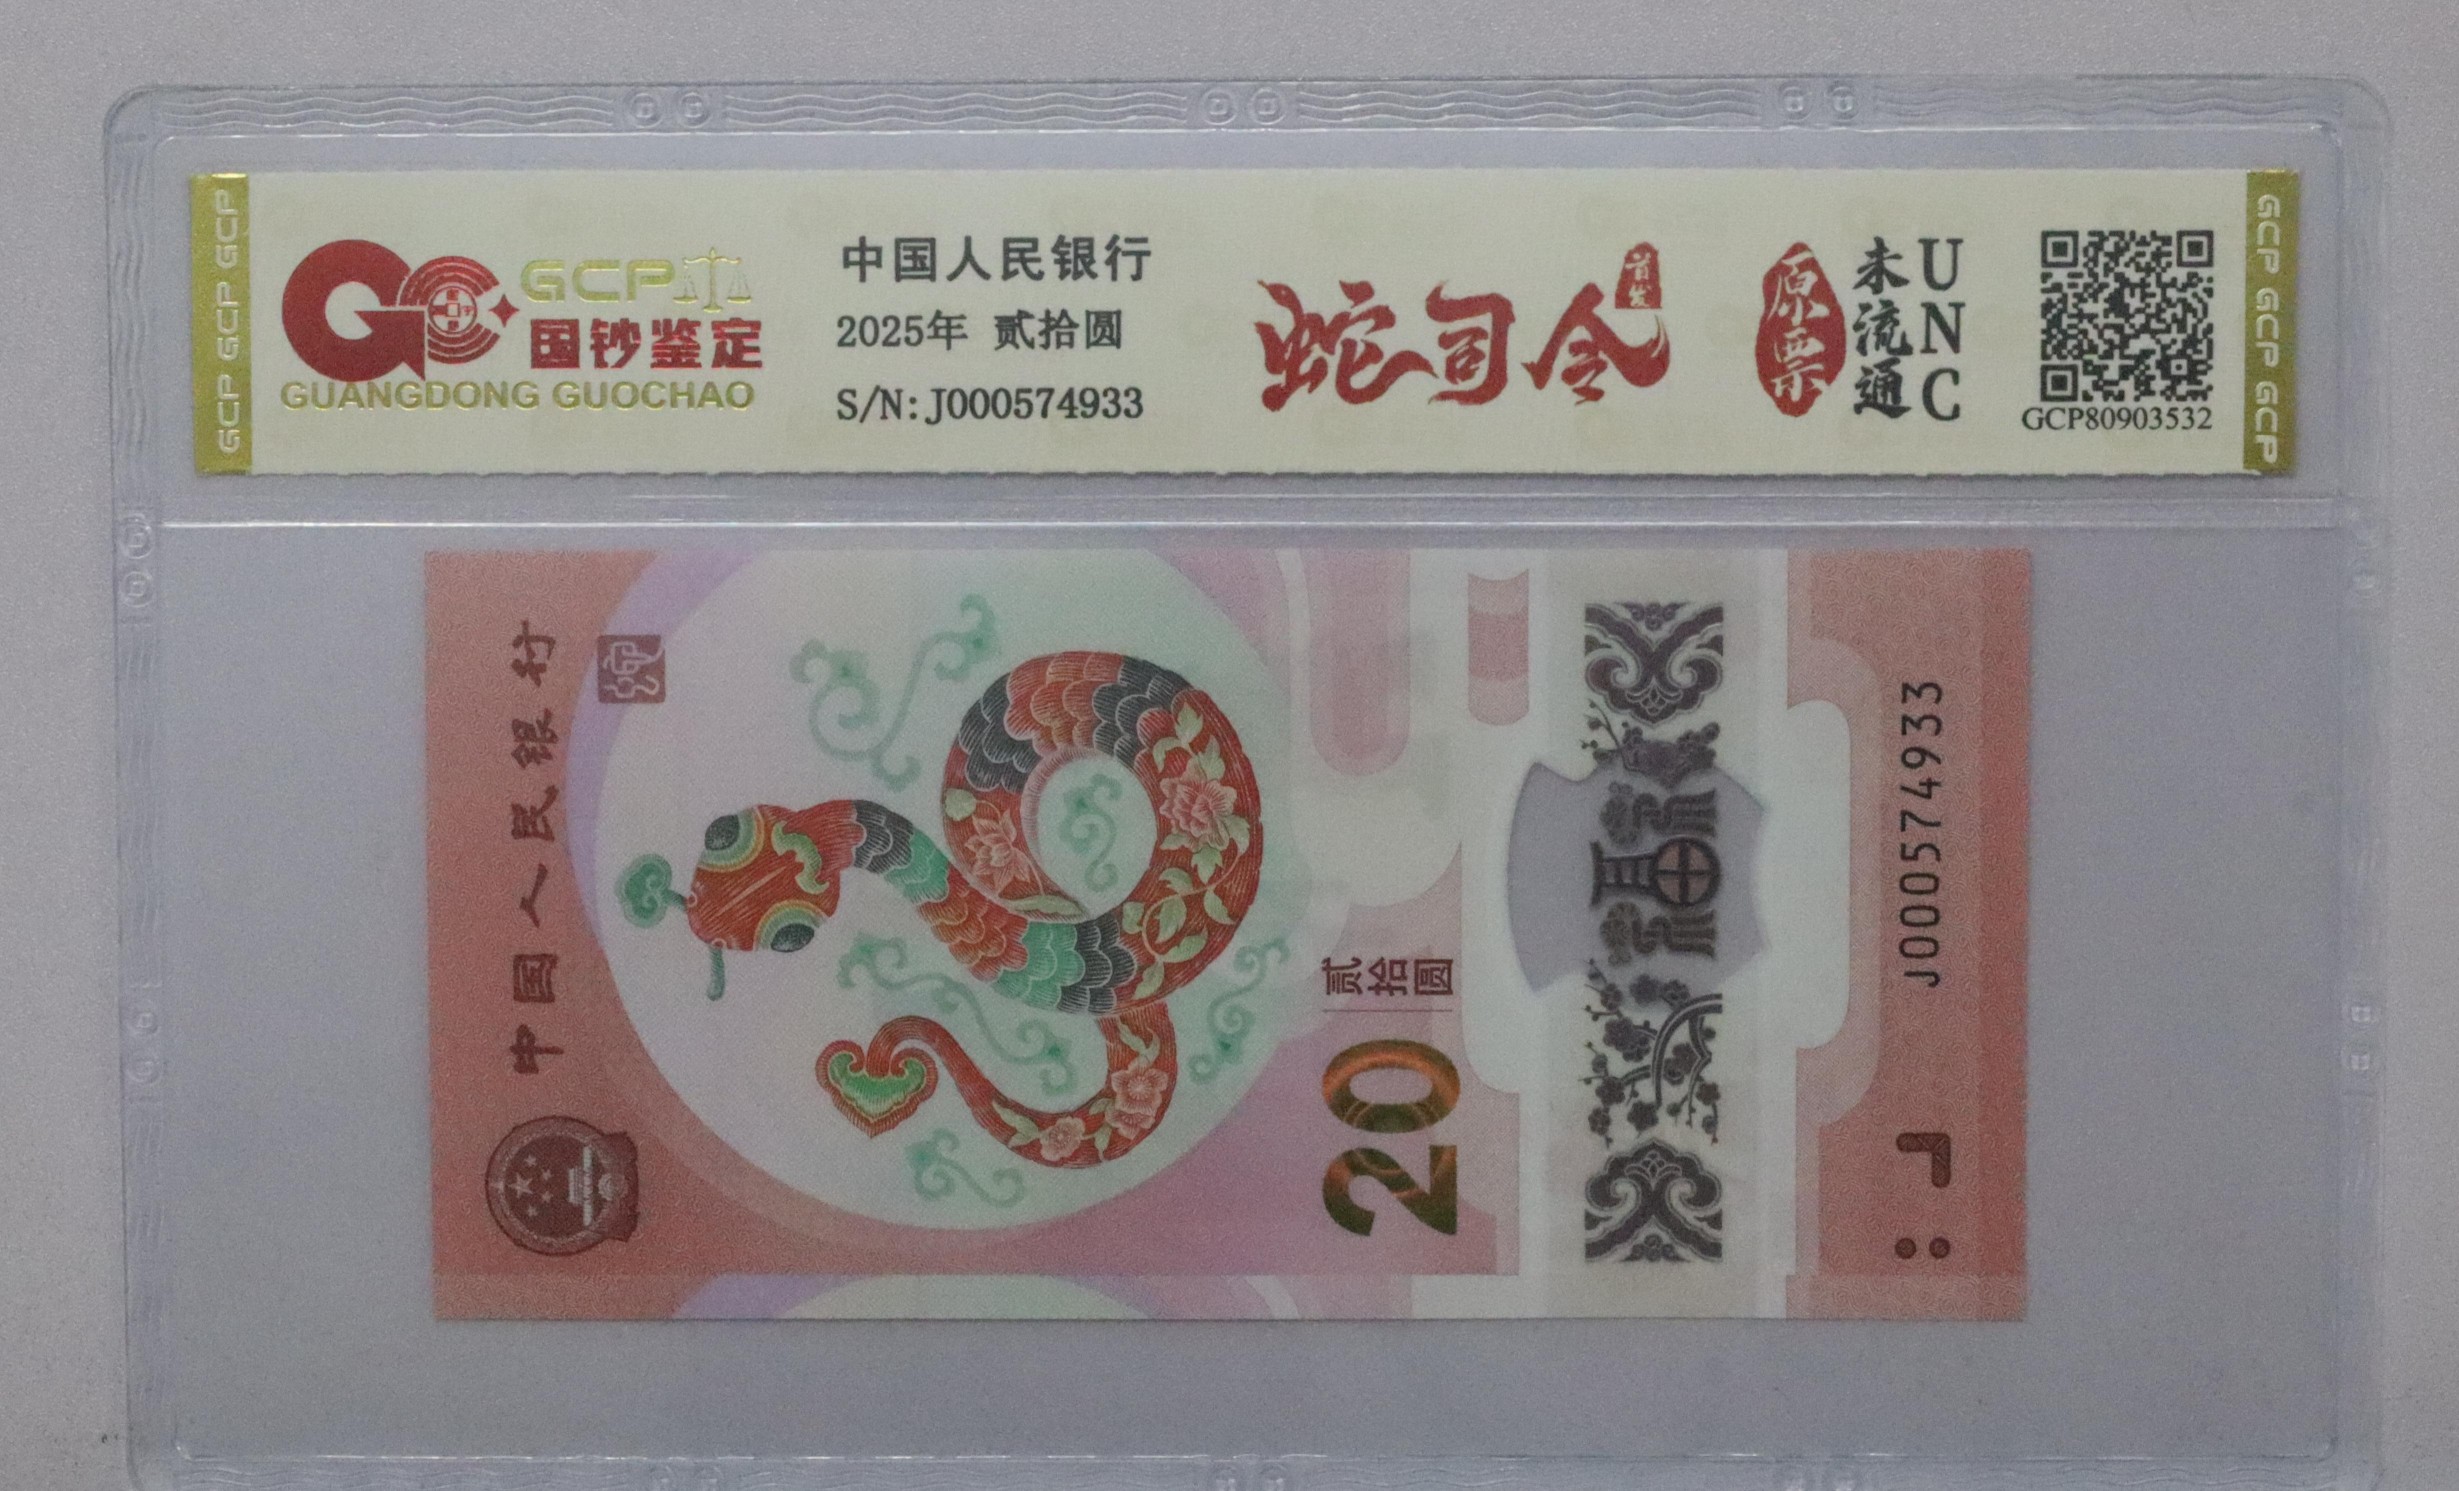 GCP GCP GCP
GCP
国钞鉴定
GUANGDONG GUOCHAO
中国人民银行
2025年 贰拾圆
S/N:J000574933
蛇司令
首发
原票
未流通
UNC
GCP80903532
GCP GCP GCP
中国人民银行
20
贰拾圆
福
J000574933